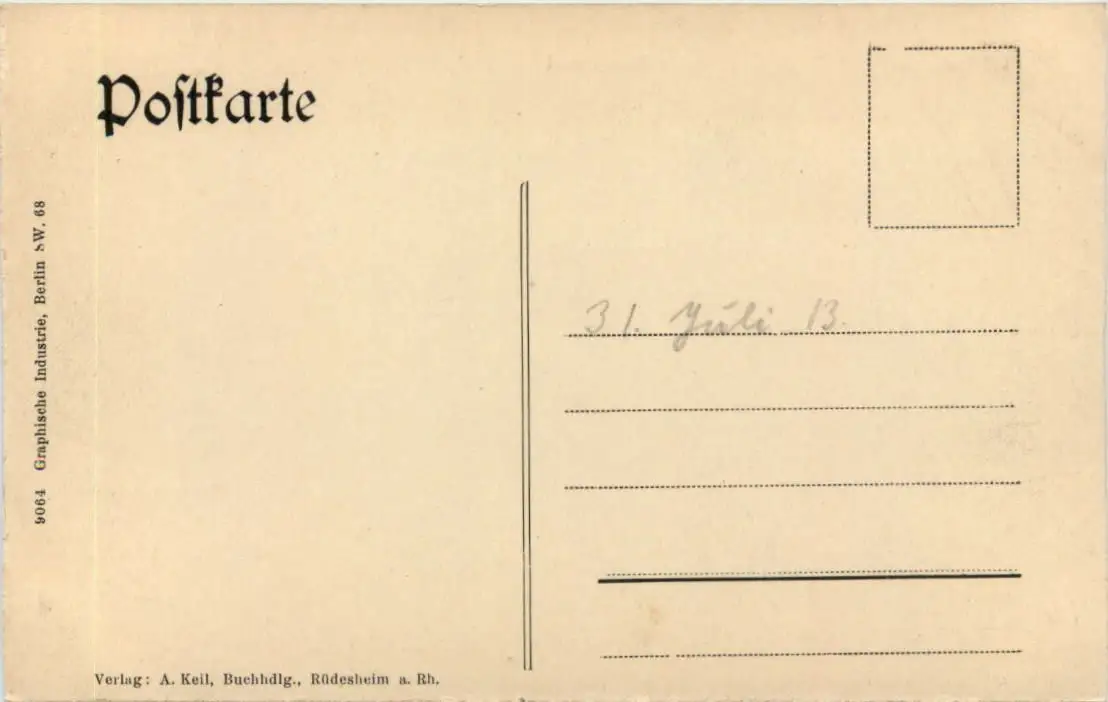 Poſtkarte
9064 Graphische Industrie, Berlin SW. 68
31. Juli 13.
Verlag: A. Keil, Buchhdlg., Rüdesheim a. Rh.